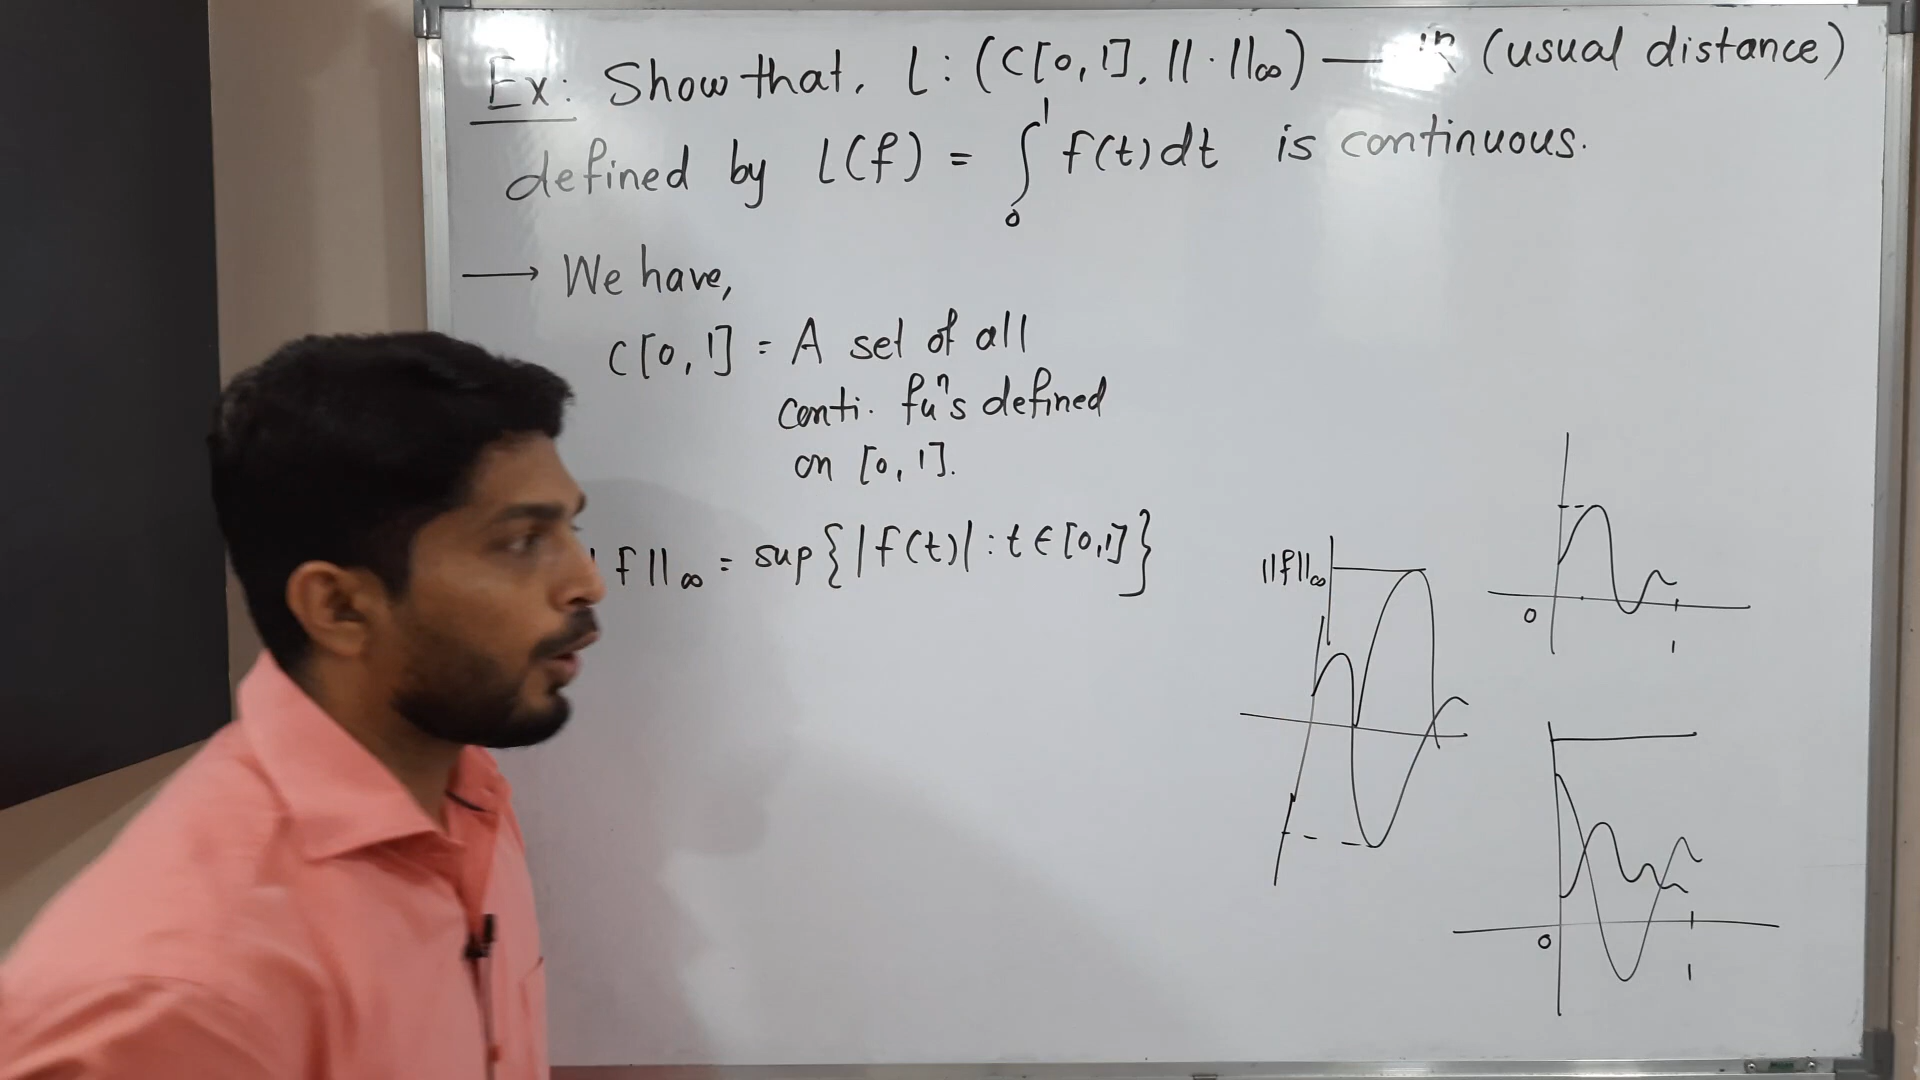 Ex: Show that, L : (C[0,1], ||·||∞) — (usual distance)
defined by L(f) = ∫₀¹ f(t)dt is continuous.
→ We have,
C[0,1] = A set of all
conti. fuⁿ's defined
on [0,1].
f||∞ = sup{|f(t)| : t ∈ [0,1]}
||f||∞
0
1
0
1